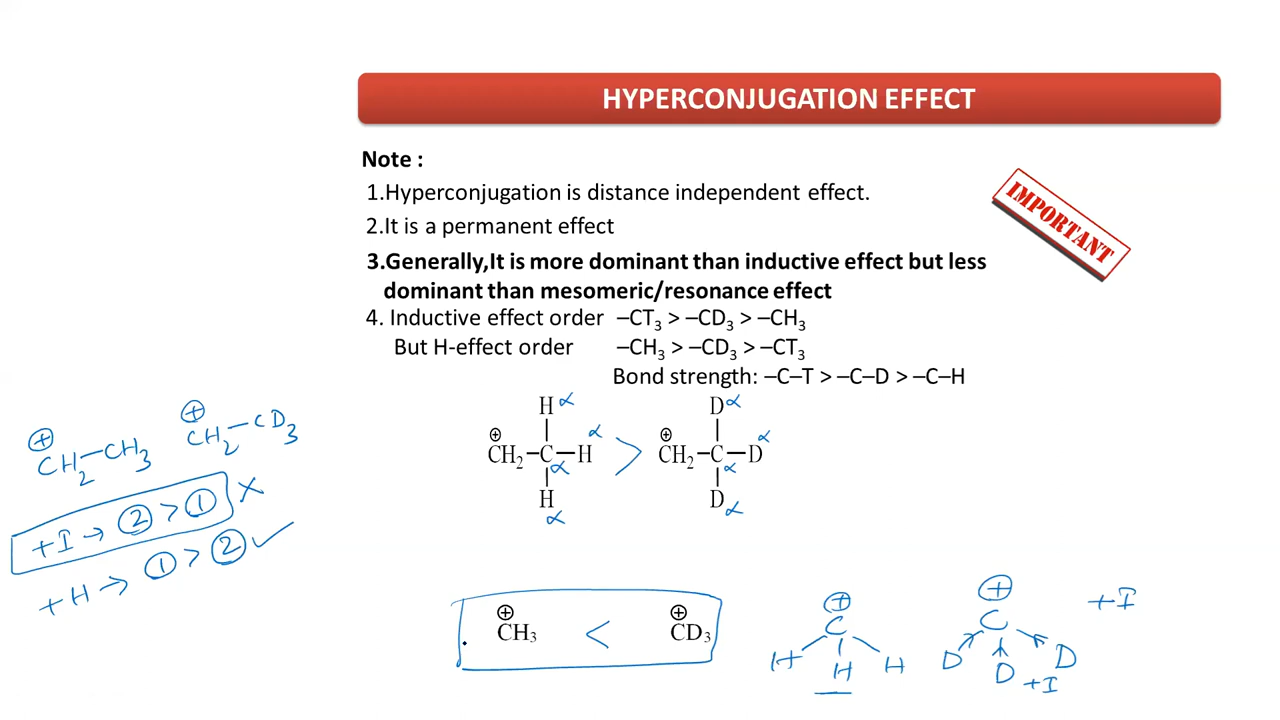 HYPERCONJUGATION EFFECT
Note :
1.Hyperconjugation is distance independent effect.
2.It is a permanent effect
IMPORTANT
3.Generally,It is more dominant than inductive effect but less
dominant than mesomeric/resonance effect
4. Inductive effect order –CT₃ > –CD₃ > –CH₃
But H-effect order –CH₃ > –CD₃ > –CT₃
Bond strength: –C–T > –C–D > –C–H
H α D α
⊕ α ⊕ α
CH₂–C–H > CH₂–C–D
α α
H D α
α
⊕ ⊕
CH₂–CH₃ CH₂–CD₃
+I → ② > ① ×
+H → ① > ② ✓
⊕ ⊕
CH₃ < CD₃
⊕
C
H H H
⊕
C
D D D
+I
+I